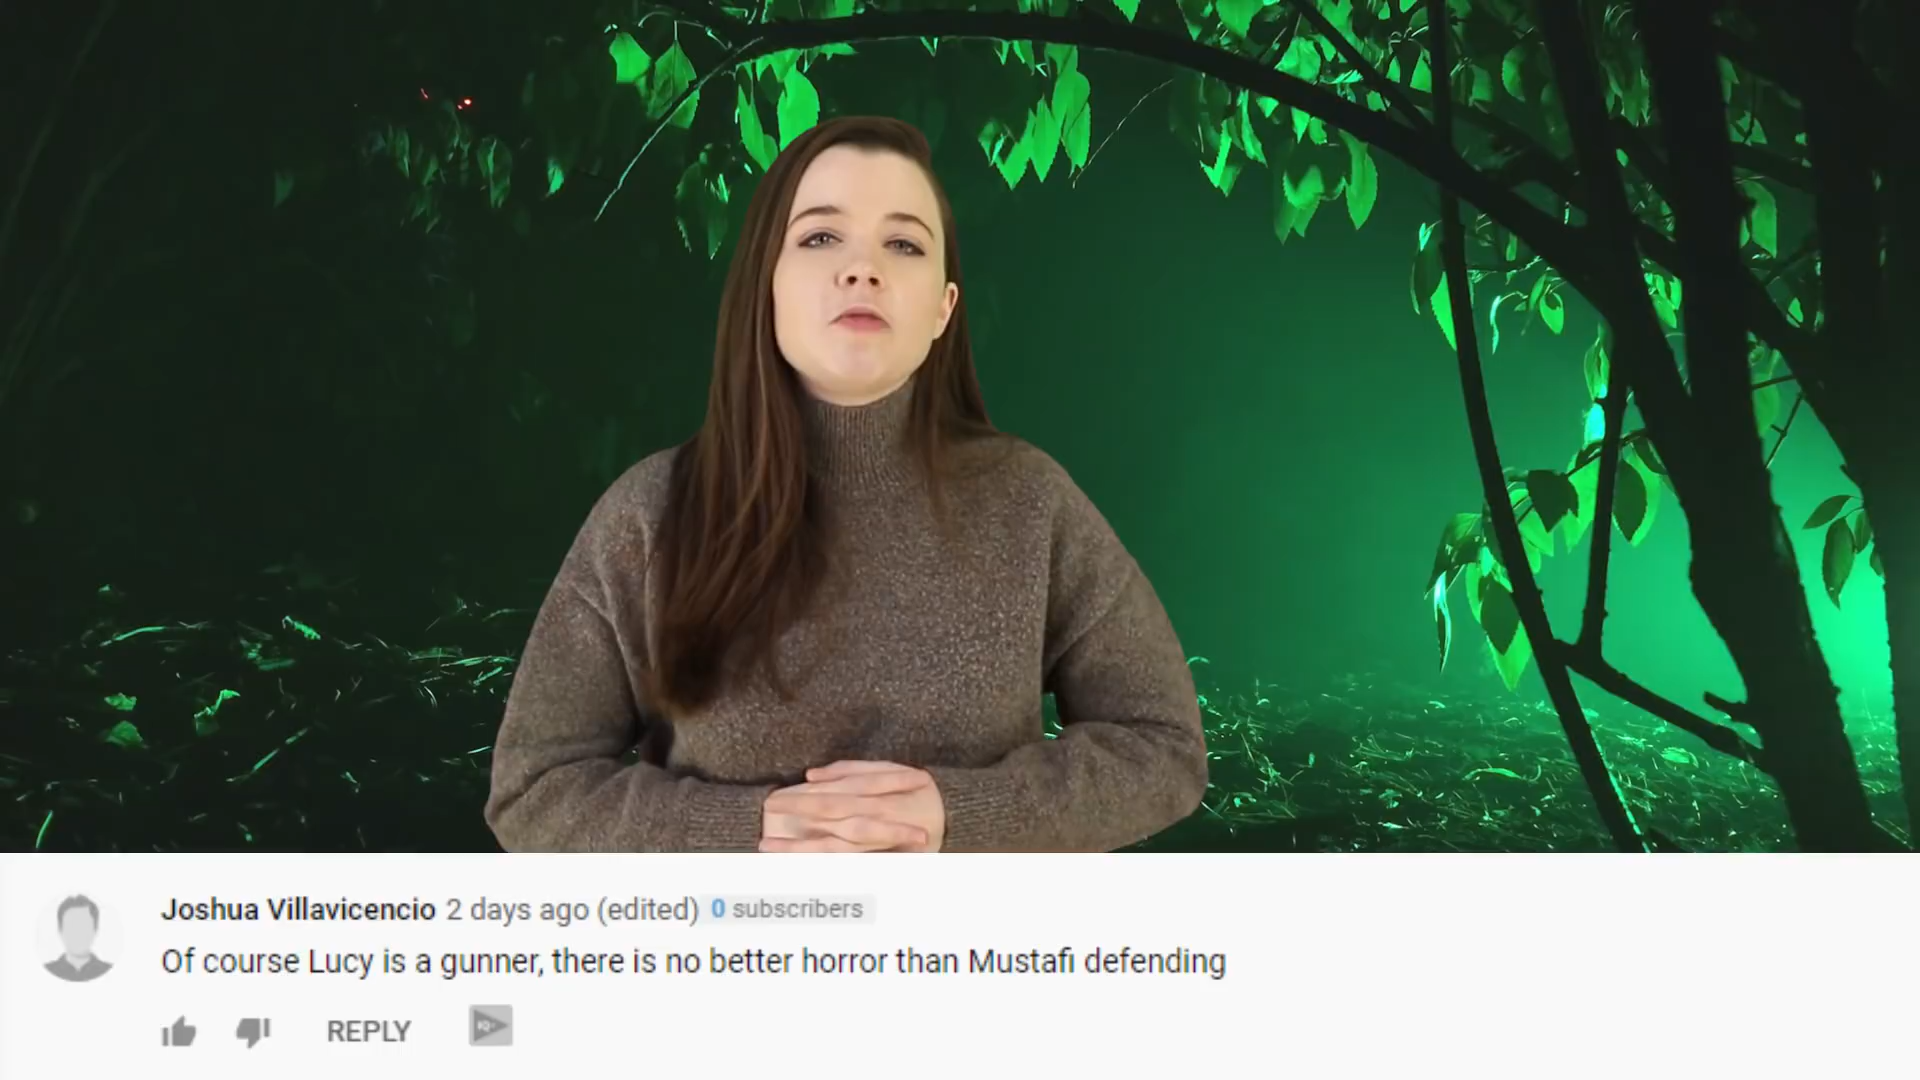 Joshua Villavicencio 2 days ago (edited) 0 subscribers
Of course Lucy is a gunner, there is no better horror than Mustafi defending
REPLY